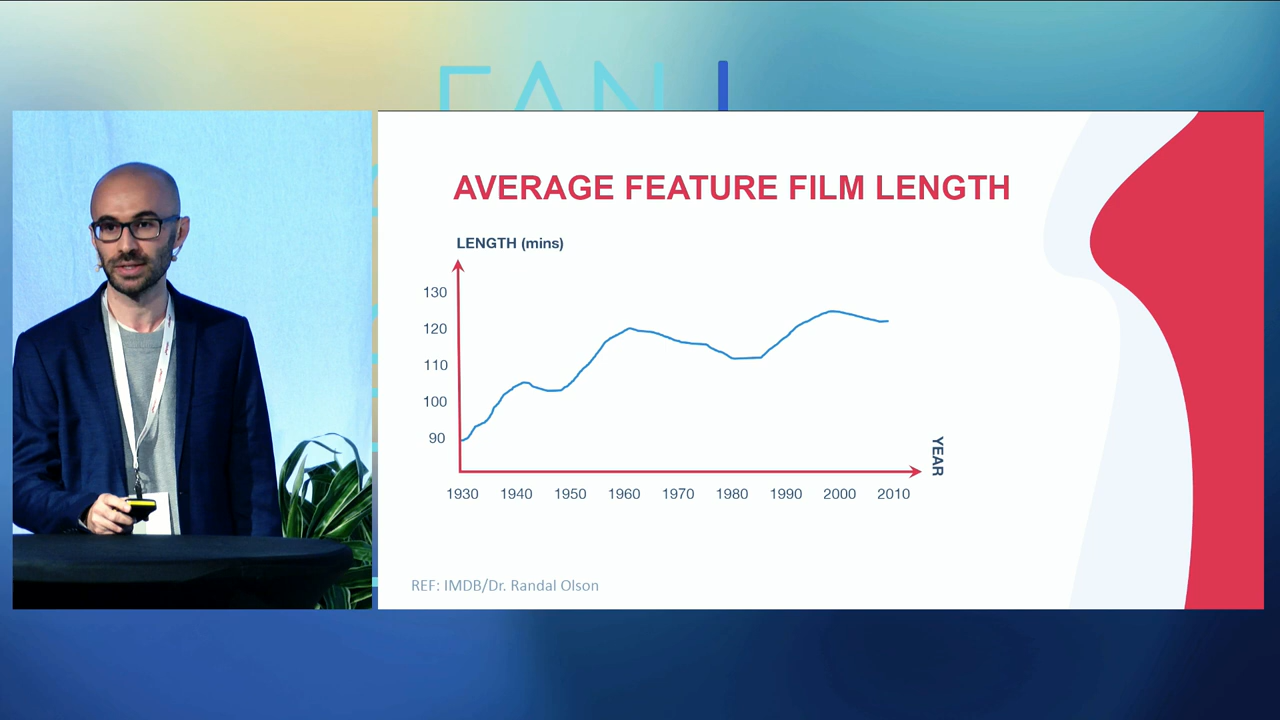 AVERAGE FEATURE FILM LENGTH
LENGTH (mins)
130
120
110
100
90
YEAR
1930 1940 1950 1960 1970 1980 1990 2000 2010
REF: IMDB/Dr. Randal Olson